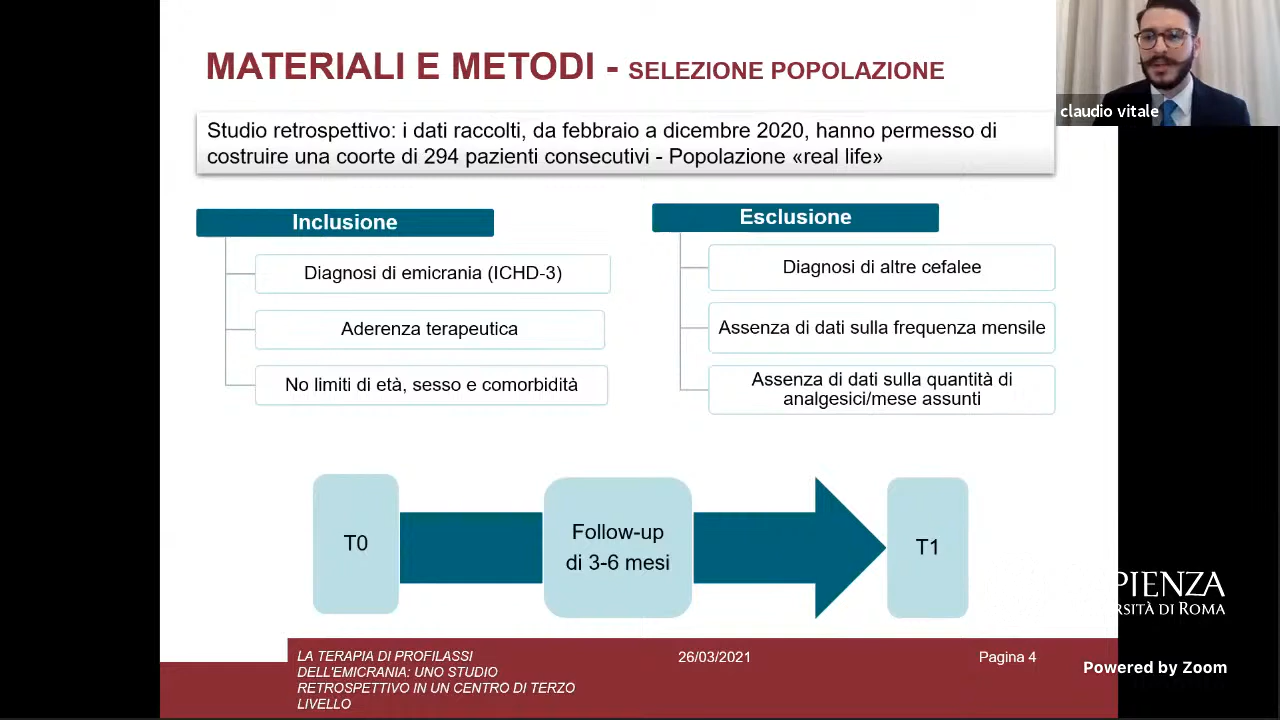 MATERIALI E METODI - SELEZIONE POPOLAZIONE
claudio vitale
Studio retrospettivo: i dati raccolti, da febbraio a dicembre 2020, hanno permesso di
costruire una coorte di 294 pazienti consecutivi - Popolazione «real life»
Inclusione
Diagnosi di emicrania (ICHD-3)
Aderenza terapeutica
No limiti di età, sesso e comorbidità
Esclusione
Diagnosi di altre cefalee
Assenza di dati sulla frequenza mensile
Assenza di dati sulla quantità di
analgesici/mese assunti
T0
Follow-up
di 3-6 mesi
T1
PIENZA
RSITÀ DI ROMA
LA TERAPIA DI PROFILASSI
DELL'EMICRANIA: UNO STUDIO
RETROSPETTIVO IN UN CENTRO DI TERZO
LIVELLO
26/03/2021
Pagina 4
Powered by Zoom